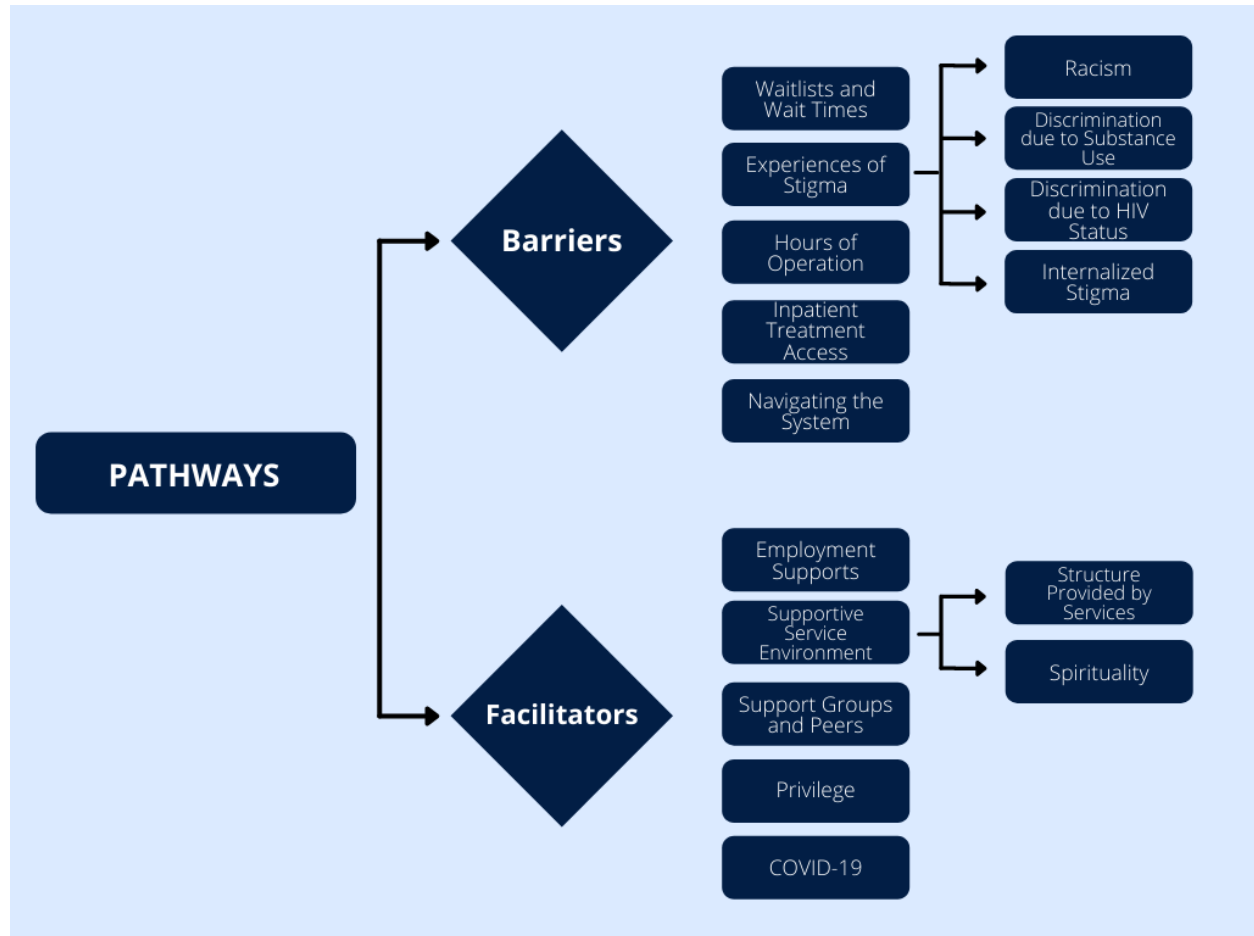 PATHWAYS
Barriers
Waitlists and
Wait Times
Experiences of
Stigma
Hours of
Operation
Inpatient
Treatment
Access
Navigating the
System
Racism
Discrimination
due to Substance
Use
Discrimination
due to HIV
Status
Internalized
Stigma
Facilitators
Employment
Supports
Supportive
Service
Environment
Support Groups
and Peers
Privilege
COVID-19
Structure
Provided by
Services
Spirituality